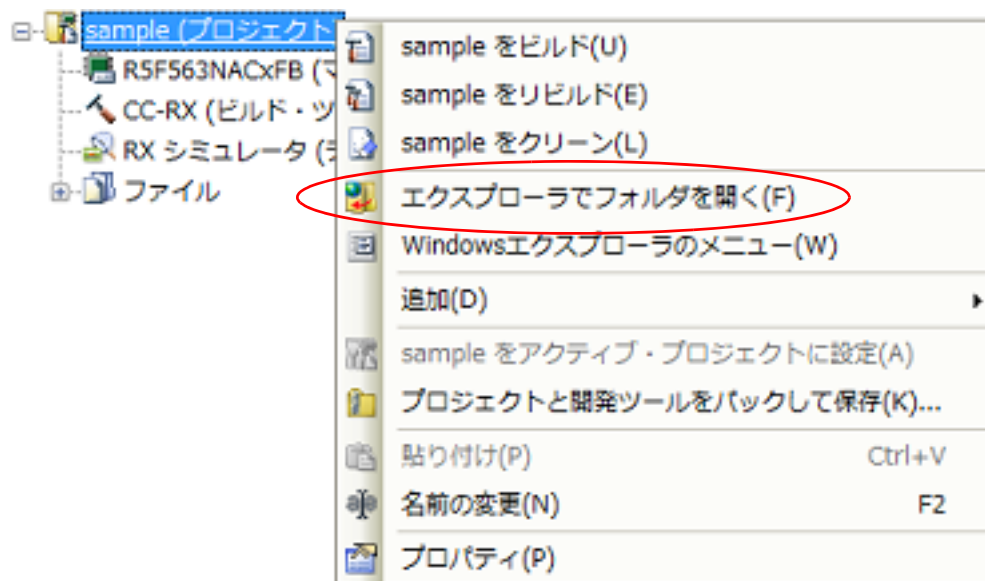 sample (プロジェクト
R5F563NACxFB (マ
CC-RX (ビルド・ツ
RX シミュレータ (デ
ファイル
sample をビルド(U)
sample をリビルド(E)
sample をクリーン(L)
エクスプローラでフォルダを開く(F)
Windowsエクスプローラのメニュー(W)
追加(D)
sample をアクティブ・プロジェクトに設定(A)
プロジェクトと開発ツールをパックして保存(K)...
貼り付け(P) Ctrl+V
名前の変更(N) F2
プロパティ(P)